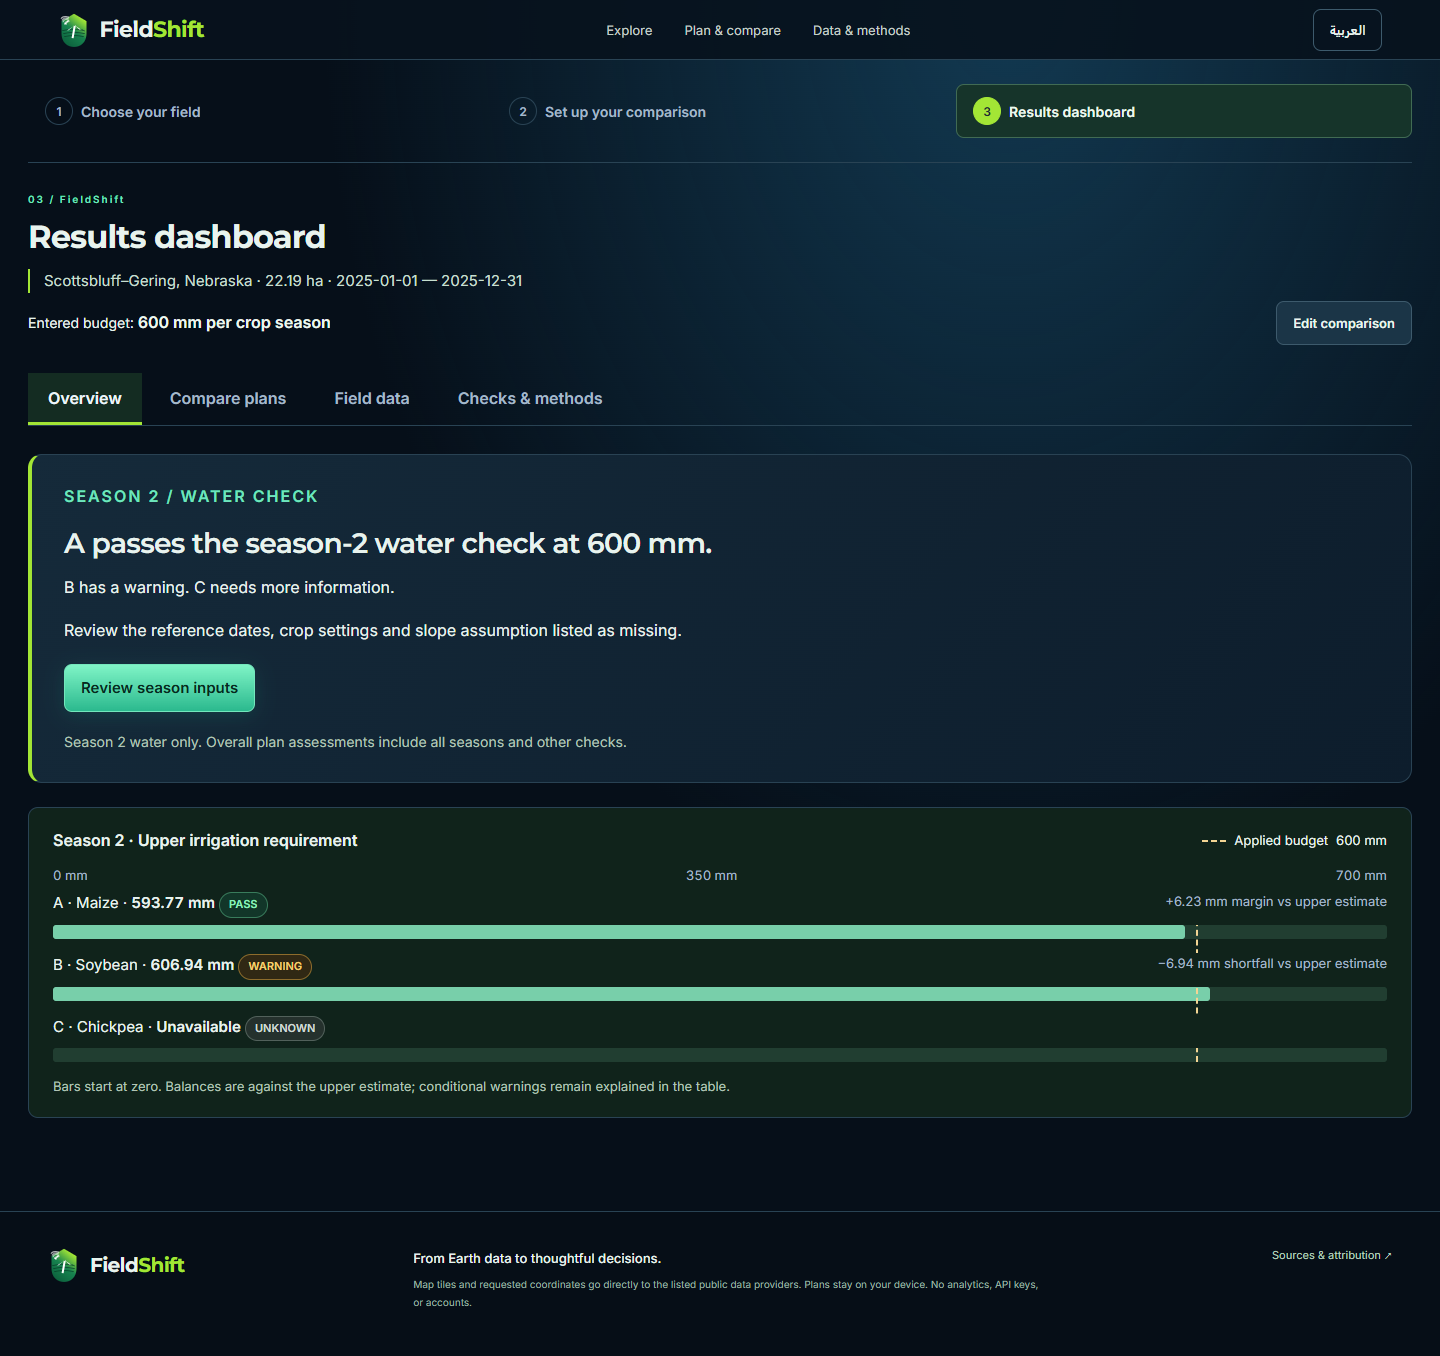 FieldShift
Explore
Plan & compare
Data & methods
العربية
1 Choose your field
2 Set up your comparison
3 Results dashboard
03 / FieldShift
Results dashboard
Scottsbluff–Gering, Nebraska · 22.19 ha · 2025-01-01 — 2025-12-31
Entered budget: 600 mm per crop season
Edit comparison
Overview
Compare plans
Field data
Checks & methods
SEASON 2 / WATER CHECK
A passes the season-2 water check at 600 mm.
B has a warning. C needs more information.
Review the reference dates, crop settings and slope assumption listed as missing.
Review season inputs
Season 2 water only. Overall plan assessments include all seasons and other checks.
Season 2 · Upper irrigation requirement
Applied budget 600 mm
0 mm
350 mm
700 mm
A · Maize · 593.77 mm PASS
+6.23 mm margin vs upper estimate
B · Soybean · 606.94 mm WARNING
−6.94 mm shortfall vs upper estimate
C · Chickpea · Unavailable UNKNOWN
Bars start at zero. Balances are against the upper estimate; conditional warnings remain explained in the table.
FieldShift
From Earth data to thoughtful decisions.
Map tiles and requested coordinates go directly to the listed public data providers. Plans stay on your device. No analytics, API keys,
or accounts.
Sources & attribution ↗